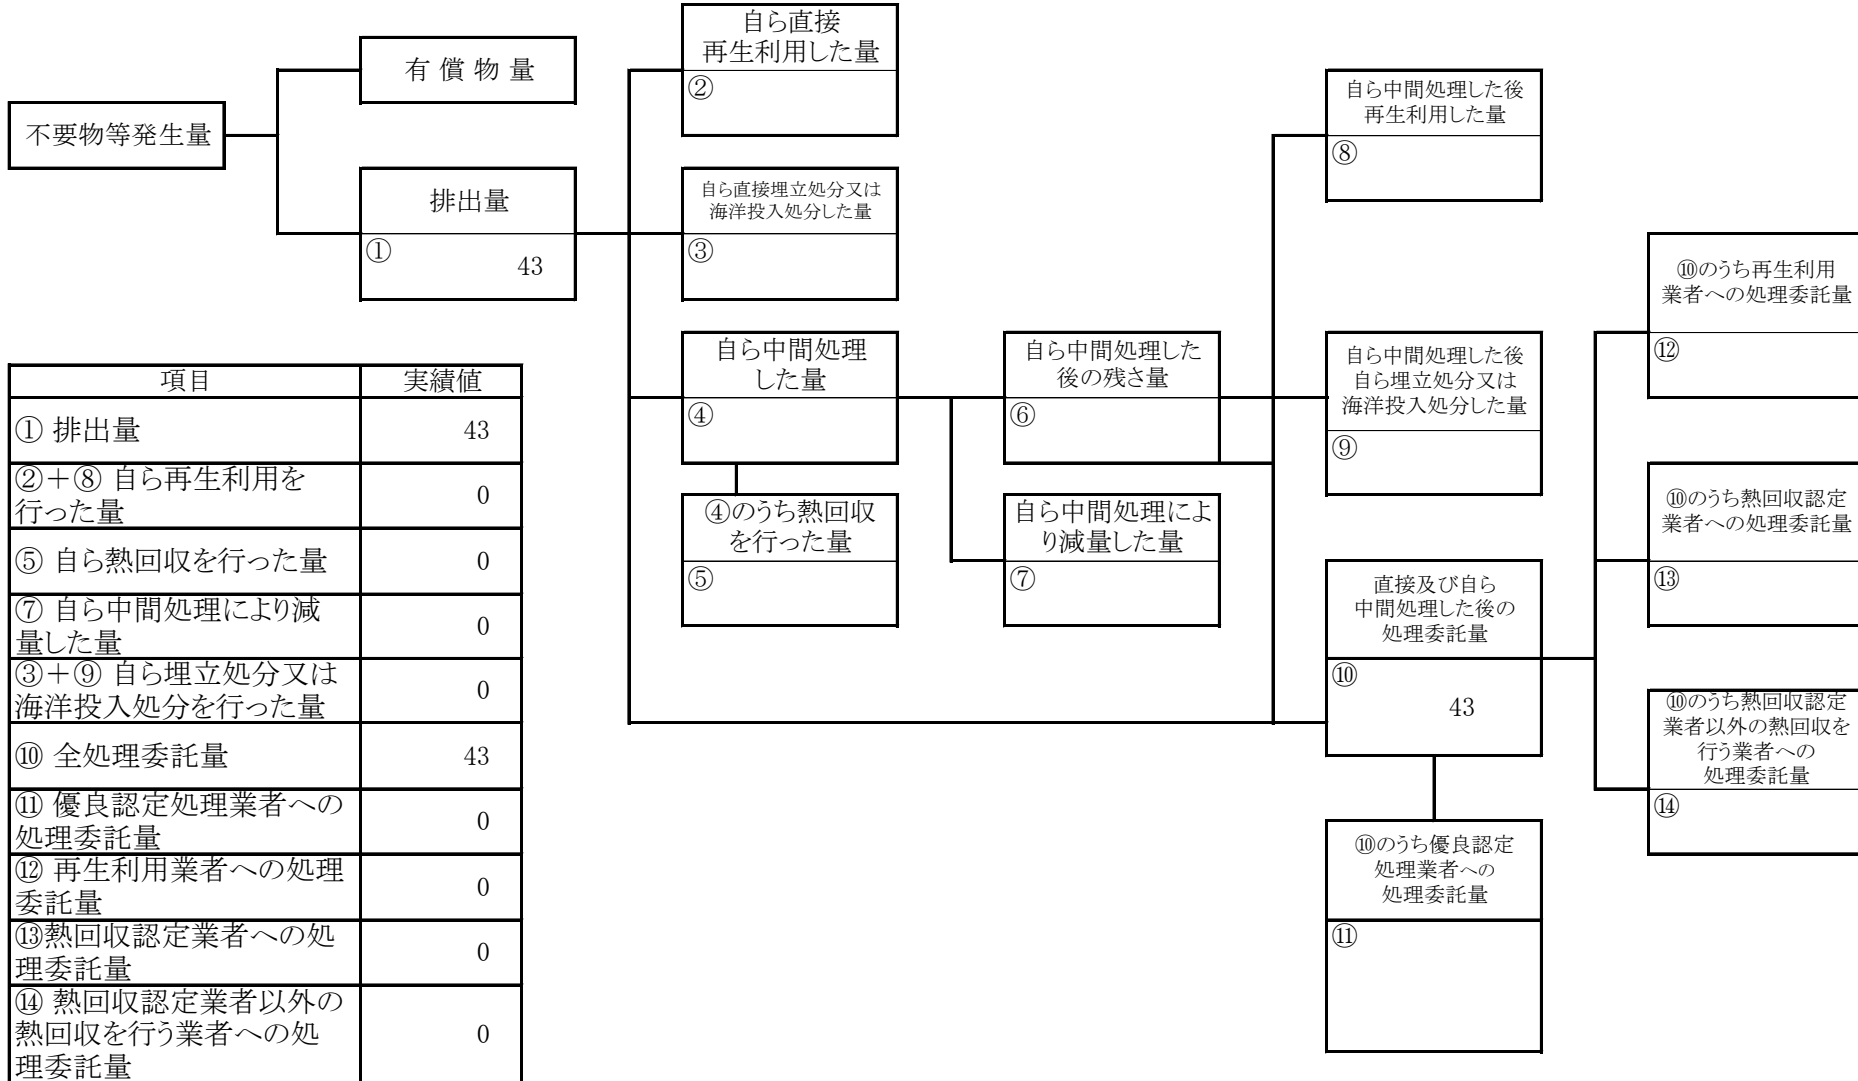 不要物等発生量
有 償 物 量
排出量
①
43
自ら直接
再生利用した量
②
自ら直接埋立処分又は
海洋投入処分した量
③
自ら中間処理
した量
④
④のうち熱回収
を行った量
⑤
自ら中間処理した
後の残さ量
⑥
自ら中間処理によ
り減量した量
⑦
自ら中間処理した後
再生利用した量
⑧
自ら中間処理した後
自ら埋立処分又は
海洋投入処分した量
⑨
直接及び自ら
中間処理した後の
処理委託量
⑩
43
⑩のうち優良認定
処理業者への
処理委託量
⑪
⑩のうち再生利用
業者への処理委託量
⑫
⑩のうち熱回収認定
業者への処理委託量
⑬
⑩のうち熱回収認定
業者以外の熱回収を
行う業者への
処理委託量
⑭
項目 実績値
① 排出量 43
②＋⑧ 自ら再生利用を
行った量 0
⑤ 自ら熱回収を行った量 0
⑦ 自ら中間処理により減
量した量 0
③＋⑨ 自ら埋立処分又は
海洋投入処分を行った量 0
⑩ 全処理委託量 43
⑪ 優良認定処理業者への
処理委託量 0
⑫ 再生利用業者への処理
委託量 0
⑬熱回収認定業者への処
理委託量 0
⑭ 熱回収認定業者以外の
熱回収を行う業者への処
理委託量 0